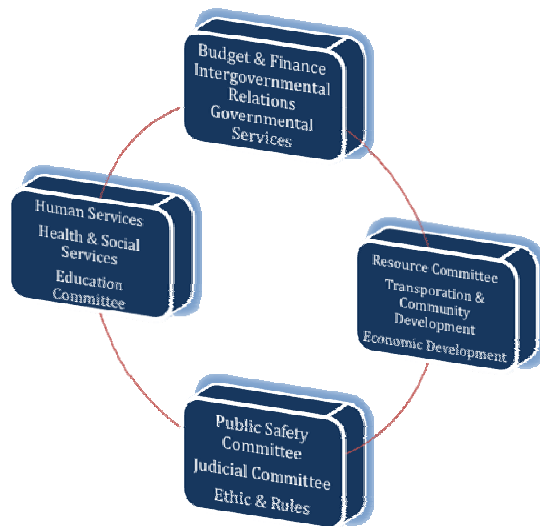 Budget & Finance
Intergovernmental
Relations
Governmental
Services
Human Services
Health & Social
Services
Education
Committee
Resource Committee
Transporation &
Community
Development
Economic Development
Public Safety
Committee
Judicial Committee
Ethic & Rules